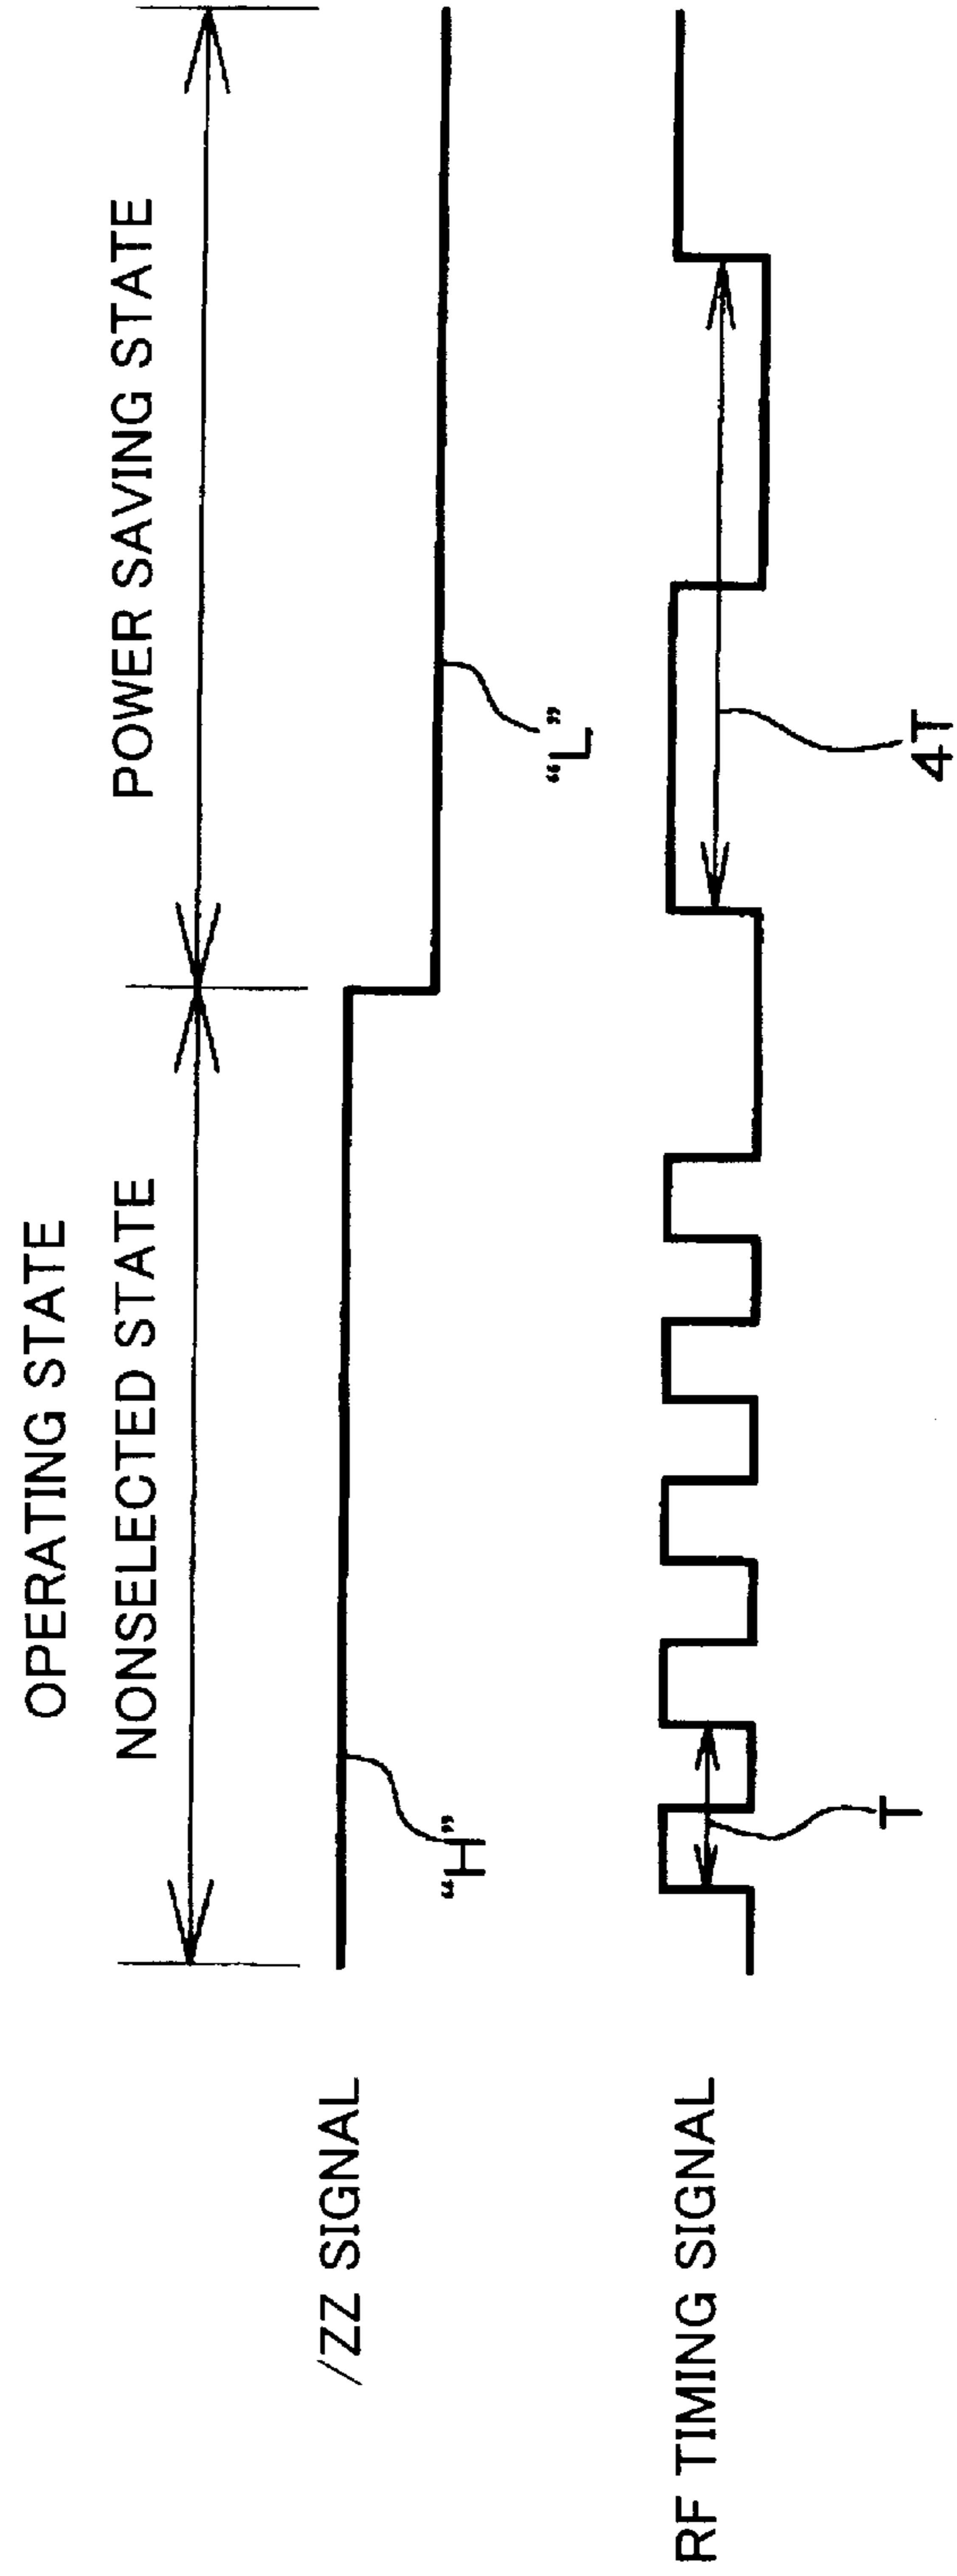 OPERATING STATE
NONSELECTED STATE
POWER SAVING STATE
/ZZ SIGNAL
“H”
“L”
RF TIMING SIGNAL
T
4T